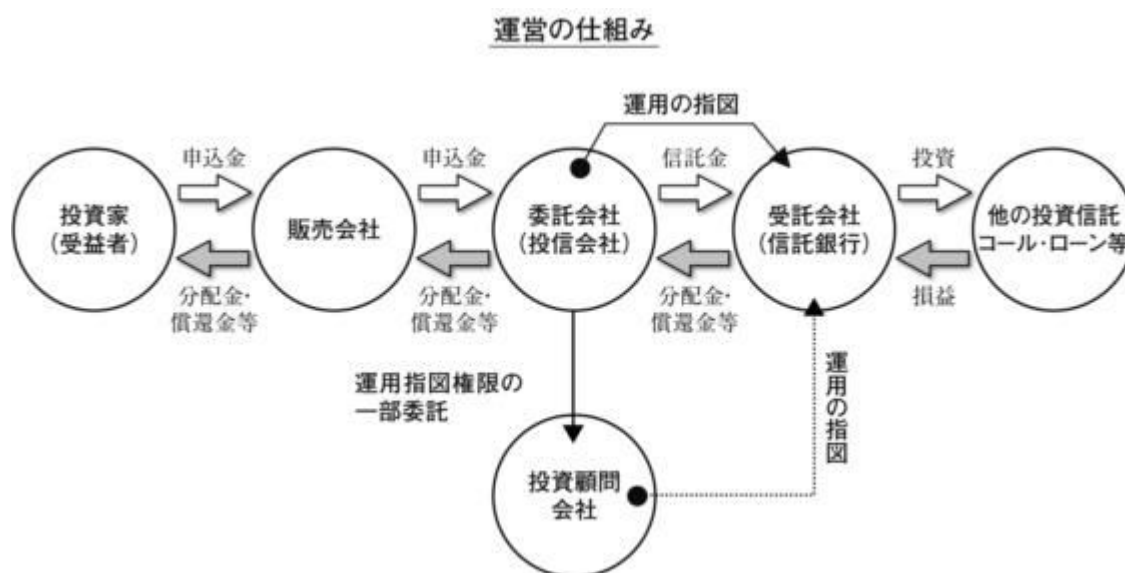 運営の仕組み
運用の指図
申込金
申込金
信託金
投資
投資家
(受益者)
販売会社
委託会社
(投信会社)
受託会社
(信託銀行)
他の投資信託
コール・ローン等
分配金・
償還金等
分配金・
償還金等
分配金・
償還金等
損益
運用指図権限の
一部委託
運用の指図
投資顧問
会社